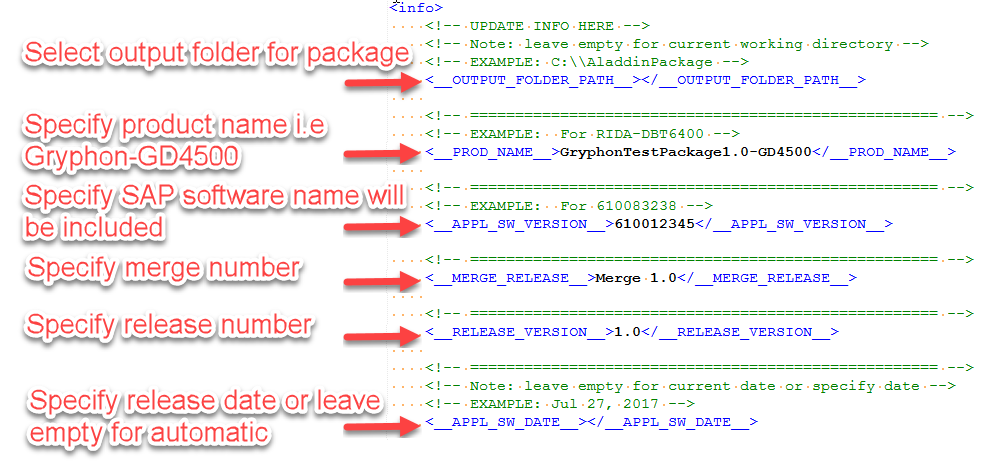 <info>
<!-- UPDATE INFO HERE -->
<!-- Note: leave empty for current working directory -->
Select output folder for package
<!-- EXAMPLE: C:\\AladdinPackage -->
<__OUTPUT_FOLDER_PATH__></__OUTPUT_FOLDER_PATH__>
<!-- ==================================================== -->
Specify product name i.e
Gryphon-GD4500
<!-- EXAMPLE:  For RIDA-DBT6400 -->
<__PROD_NAME__>GryphonTestPackage1.0-GD4500</__PROD_NAME__>
<!-- ==================================================== -->
Specify SAP software name will
be included
<!-- EXAMPLE:  For 610083238 -->
<__APPL_SW_VERSION__>610012345</__APPL_SW_VERSION__>
<!-- ==================================================== -->
Specify merge number
<__MERGE_RELEASE__>Merge 1.0</__MERGE_RELEASE__>
<!-- ==================================================== -->
Specify release number
<__RELEASE_VERSION__>1.0</__RELEASE_VERSION__>
<!-- ==================================================== -->
<!-- Note: leave empty for current date or specify date -->
Specify release date or leave
empty for automatic
<!-- EXAMPLE: Jul 27, 2017 -->
<__APPL_SW_DATE__></__APPL_SW_DATE__>